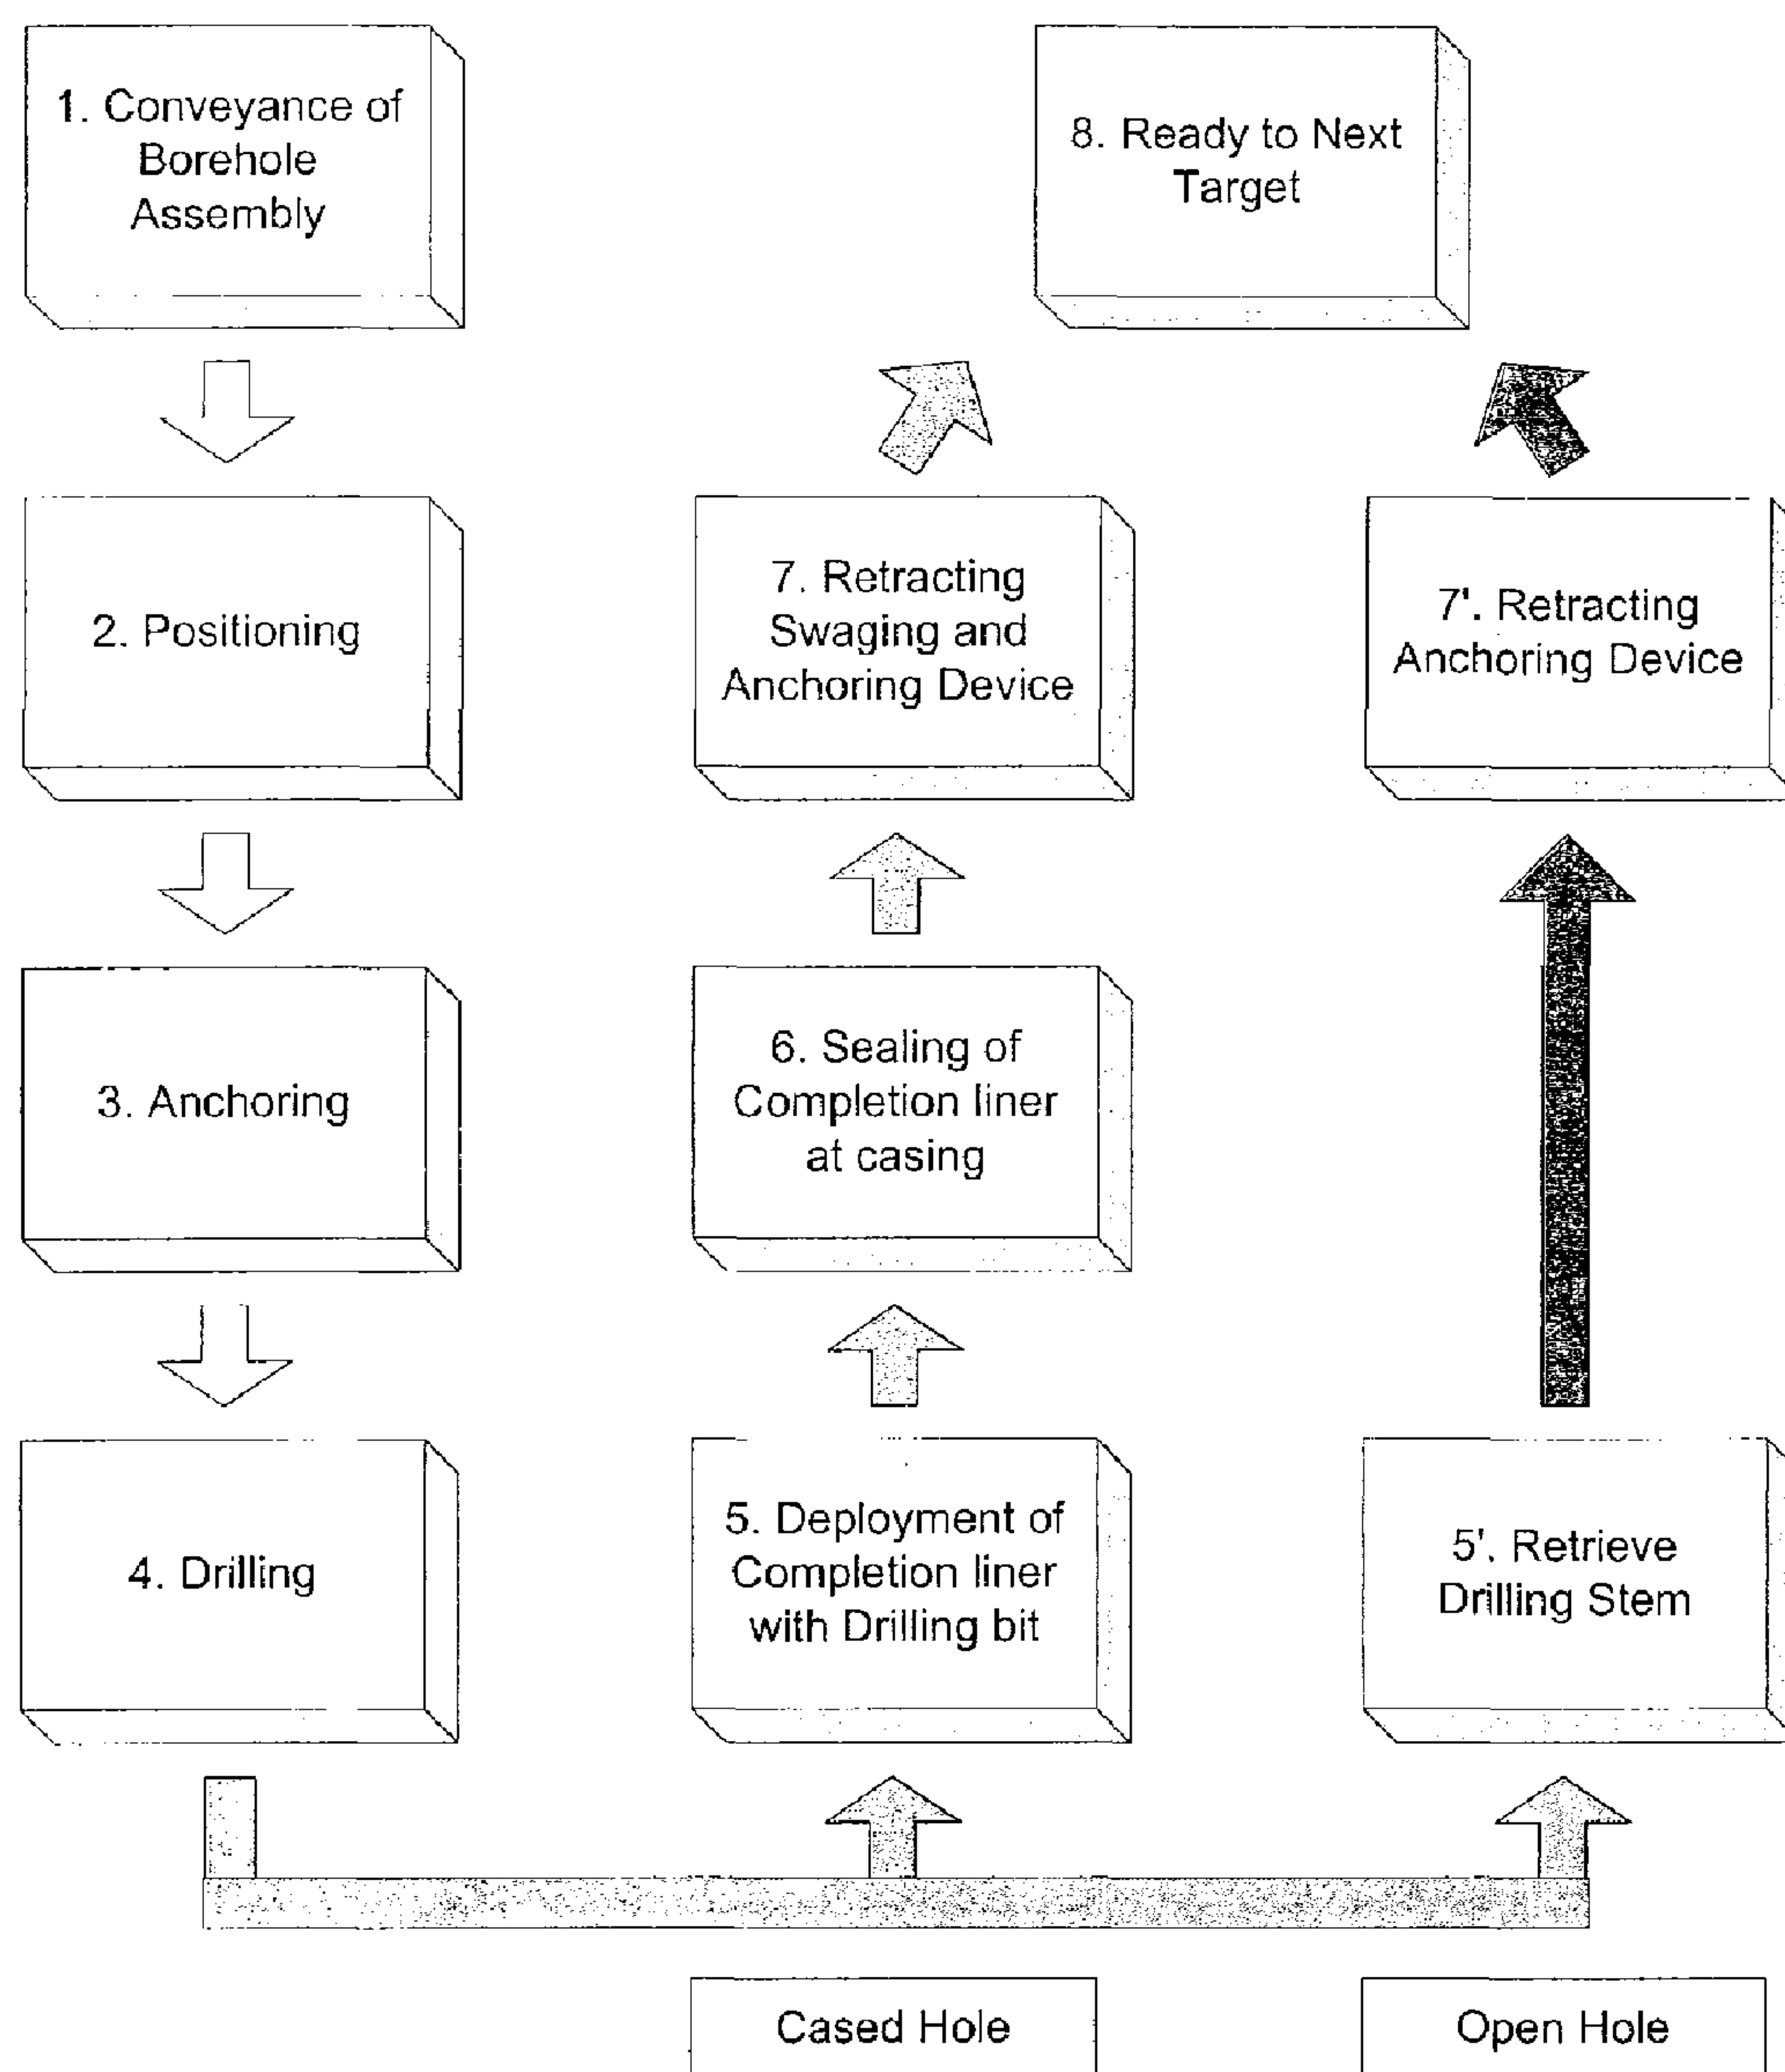 1. Conveyance of
Borehole
Assembly
8. Ready to Next
Target
2. Positioning
7. Retracting
Swaging and
Anchoring Device
7'. Retracting
Anchoring Device
3. Anchoring
6. Sealing of
Completion liner
at casing
4. Drilling
5. Deployment of
Completion liner
with Drilling bit
5'. Retrieve
Drilling Stem
Cased Hole
Open Hole